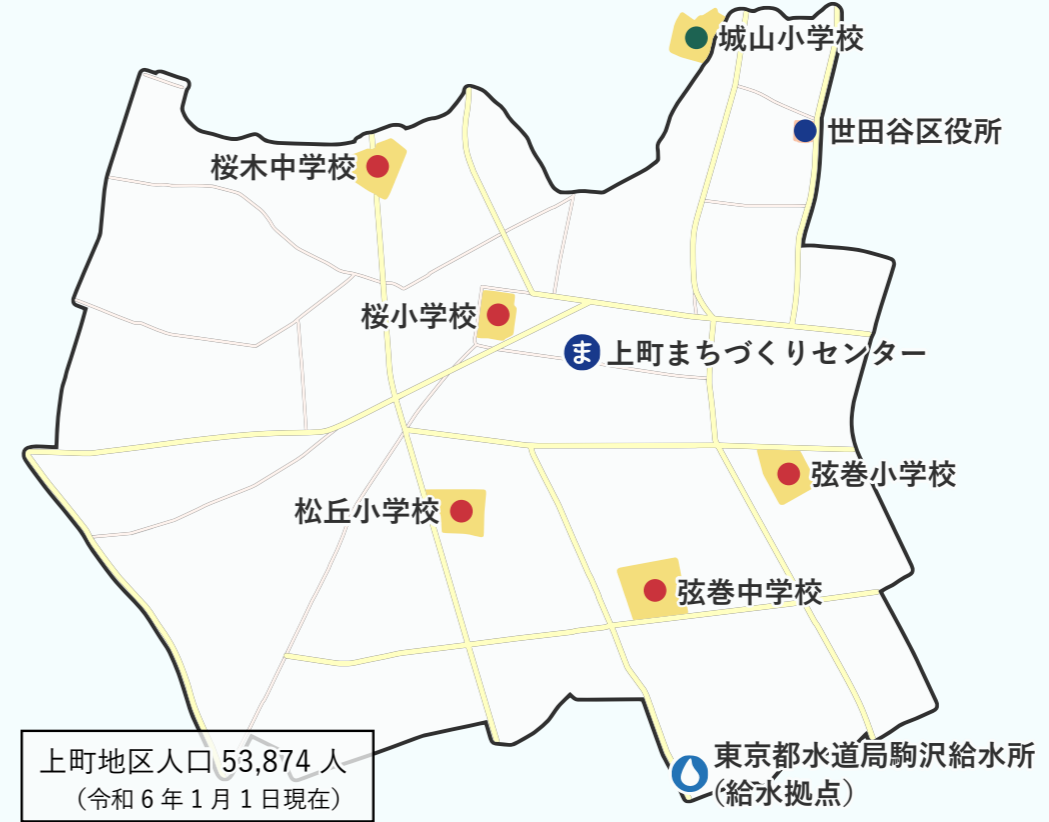 城山小学校
世田谷区役所
桜木中学校
桜小学校
ま
上町まちづくりセンター
弦巻小学校
松丘小学校
弦巻中学校
上町地区人口 53,874 人
（令和 6 年 1 月 1 日現在）
東京都水道局駒沢給水所
(給水拠点）